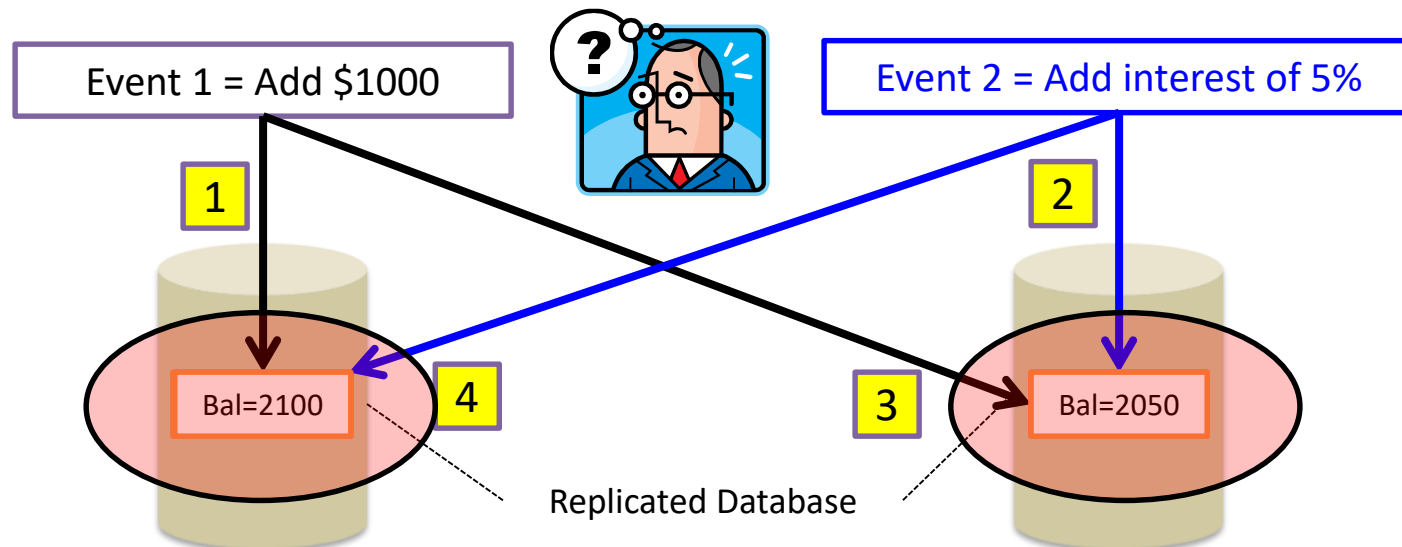 Event 1 = Add $1000
?
Event 2 = Add interest of 5%
1
2
Bal=2100
4
3
Bal=2050
Replicated Database